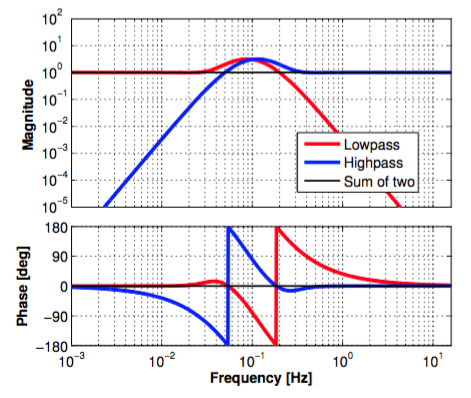 10^2
10^1
10^0
10^-1
10^-2
10^-3
10^-4
10^-5
Magnitude
Lowpass
Highpass
Sum of two
180
90
0
-90
-180
Phase [deg]
10^-3 10^-2 10^-1 10^0 10^1
Frequency [Hz]